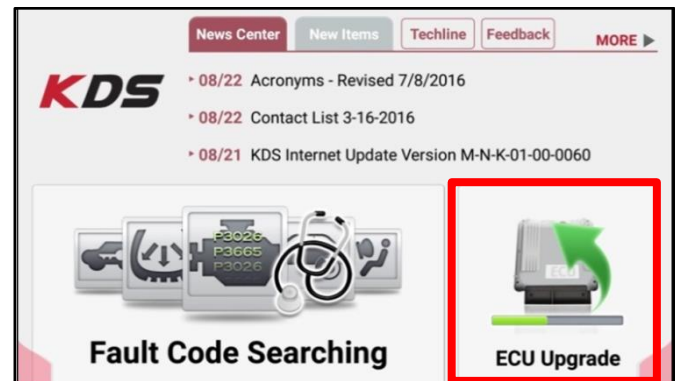 News Center New Items Techline Feedback MORE
KDS
08/22 Acronyms - Revised 7/8/2016
08/22 Contact List 3-16-2016
08/21 KDS Internet Update Version M-N-K-01-00-0060
P3026
P3665
P3026
ECU
Fault Code Searching
ECU Upgrade